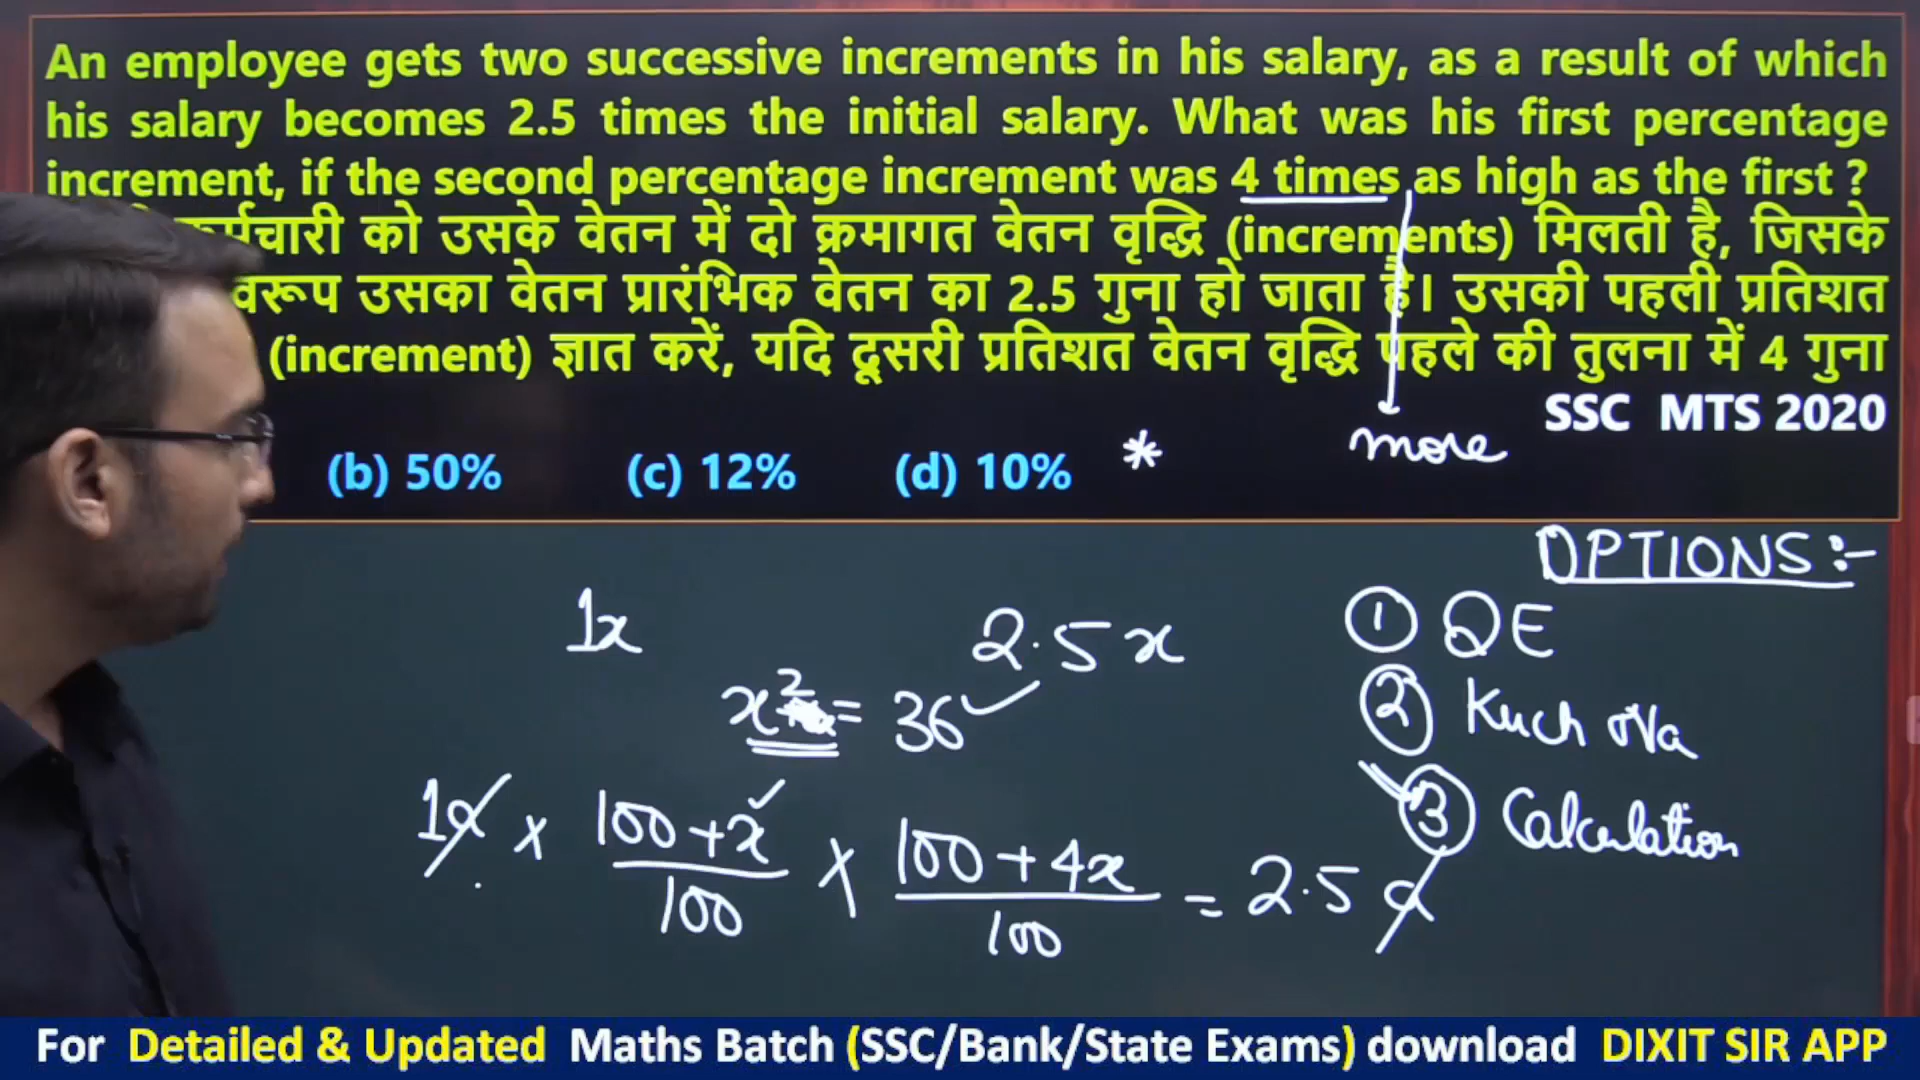 An employee gets two successive increments in his salary, as a result of which
his salary becomes 2.5 times the initial salary. What was his first percentage
increment, if the second percentage increment was 4 times as high as the first ?
कर्मचारी को उसके वेतन में दो क्रमागत वेतन वृद्धि (increments) मिलती है, जिसके
उसका वेतन प्रारंभिक वेतन का 2.5 गुना हो जाता है। उसकी पहली प्रतिशत
(increment) ज्ञात करें, यदि दूसरी प्रतिशत वेतन वृद्धि पहले की तुलना में 4 गुना
SSC MTS 2020
more
(b) 50% (c) 12% (d) 10% *
OPTIONS:-
1x 2.5x
① QE
x² = 36
② Kuch
③ Calculation
1x × 100+x/100 × 100+4x/100 = 2.5x
For Detailed & Updated Maths Batch (SSC/Bank/State Exams) download DIXIT SIR APP